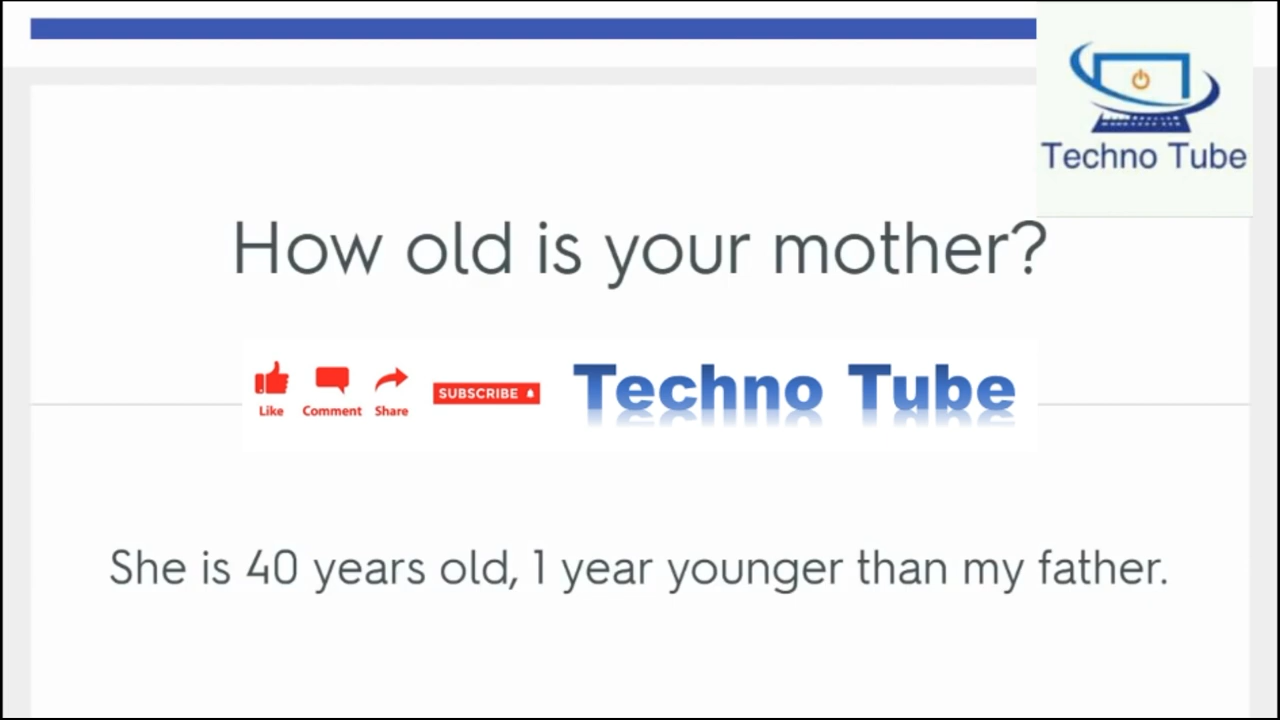 Techno Tube
How old is your mother?
Like Comment Share SUBSCRIBE Techno Tube
She is 40 years old, 1 year younger than my father.